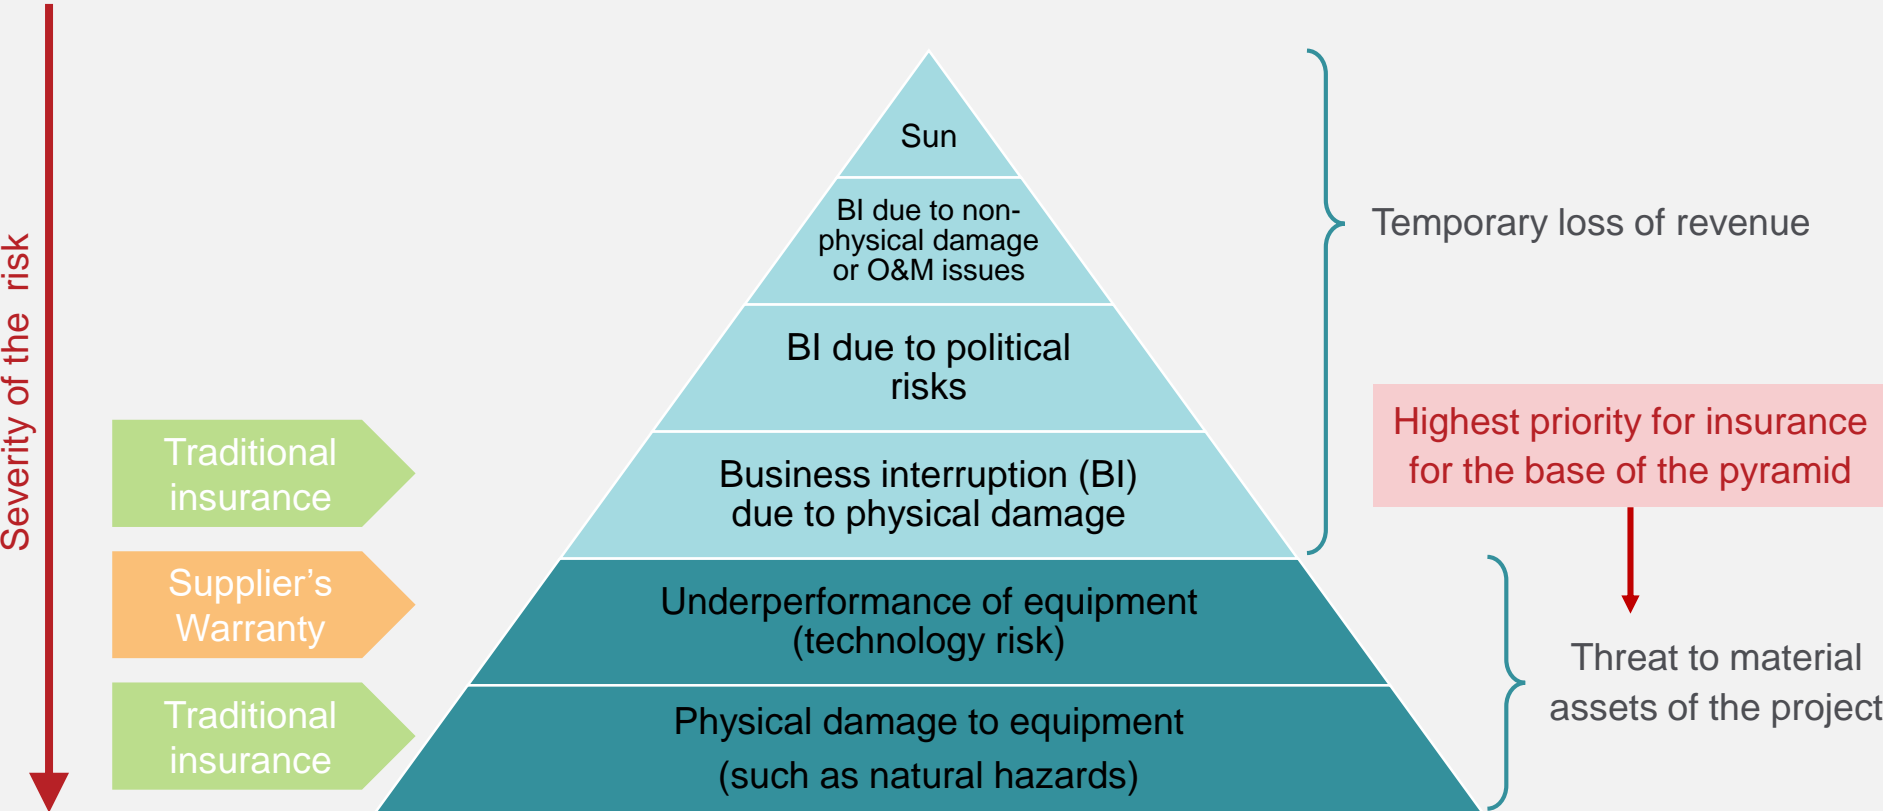 Severity of the risk
Sun
BI due to non-
physical damage
or O&M issues
Temporary loss of revenue
BI due to political
risks
Highest priority for insurance
for the base of the pyramid
Traditional
insurance
Business interruption (BI)
due to physical damage
Supplier’s
Warranty
Underperformance of equipment
(technology risk)
Threat to material
assets of the project
Traditional
insurance
Physical damage to equipment
(such as natural hazards)